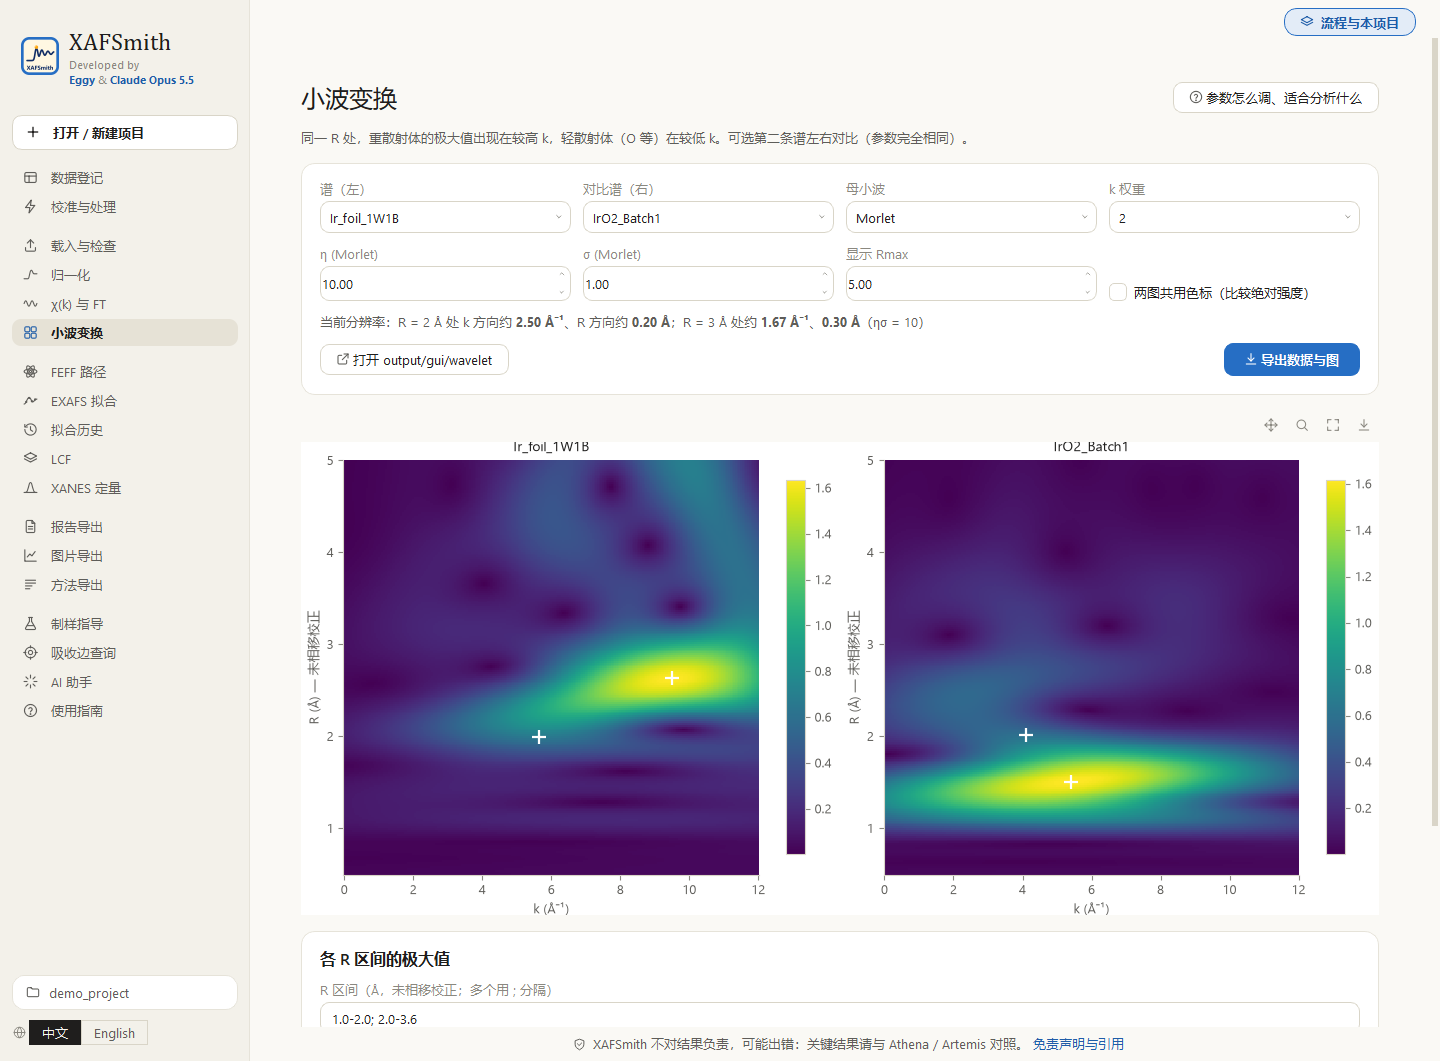 流程与本项目
XAFSmith
XAFSmith
Developed by
Eggy & Claude Opus 5.5
打开 / 新建项目
数据登记
校准与处理
载入与检查
归一化
χ(k) 与 FT
小波变换
FEFF 路径
EXAFS 拟合
拟合历史
LCF
XANES 定量
报告导出
图片导出
方法导出
制样指导
吸收边查询
AI 助手
使用指南
demo_project
中文 English
小波变换
参数怎么调、适合分析什么
同一 R 处，重散射体的极大值出现在较高 k，轻散射体（O 等）在较低 k。可选第二条谱左右对比（参数完全相同）。
谱（左） 对比谱（右） 母小波 k 权重
Ir_foil_1W1B IrO2_Batch1 Morlet 2
η (Morlet) σ (Morlet) 显示 Rmax
10.00 1.00 5.00 两图共用色标（比较绝对强度）
当前分辨率：R = 2 Å 处 k 方向约 2.50 Å⁻¹、R 方向约 0.20 Å；R = 3 Å 处约 1.67 Å⁻¹、0.30 Å（ησ = 10）
打开 output/gui/wavelet 导出数据与图
Ir_foil_1W1B
5
4
3
2
1
R (Å) — 未相移校正
0 2 4 6 8 10 12
k (Å⁻¹)
1.6
1.4
1.2
1.0
0.8
0.6
0.4
0.2
IrO2_Batch1
5
4
3
2
1
R (Å) — 未相移校正
0 2 4 6 8 10 12
k (Å⁻¹)
1.6
1.4
1.2
1.0
0.8
0.6
0.4
0.2
各 R 区间的极大值
R 区间（Å，未相移校正；多个用 ; 分隔）
1.0-2.0; 2.0-3.6
XAFSmith 不对结果负责，可能出错：关键结果请与 Athena / Artemis 对照。 免责声明与引用